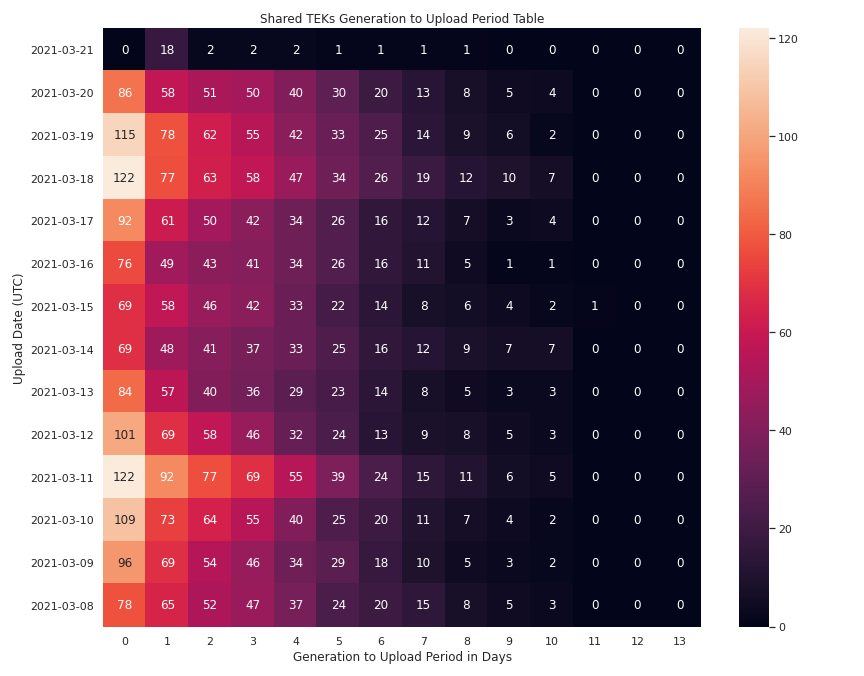 Shared TEKs Generation to Upload Period Table
2021-03-21 0 18 2 2 2 1 1 1 1 0 0 0 0 0
2021-03-20 86 58 51 50 40 30 20 13 8 5 4 0 0 0
2021-03-19 115 78 62 55 42 33 25 14 9 6 2 0 0 0
2021-03-18 122 77 63 58 47 34 26 19 12 10 7 0 0 0
2021-03-17 92 61 50 42 34 26 16 12 7 3 4 0 0 0
2021-03-16 76 49 43 41 34 26 16 11 5 1 1 0 0 0
2021-03-15 69 58 46 42 33 22 14 8 6 4 2 1 0 0
2021-03-14 69 48 41 37 33 25 16 12 9 7 7 0 0 0
2021-03-13 84 57 40 36 29 23 14 8 5 3 3 0 0 0
2021-03-12 101 69 58 46 32 24 13 9 8 5 3 0 0 0
2021-03-11 122 92 77 69 55 39 24 15 11 6 5 0 0 0
2021-03-10 109 73 64 55 40 25 20 11 7 4 2 0 0 0
2021-03-09 96 69 54 46 34 29 18 10 5 3 2 0 0 0
2021-03-08 78 65 52 47 37 24 20 15 8 5 3 0 0 0
0 1 2 3 4 5 6 7 8 9 10 11 12 13
Generation to Upload Period in Days
Upload Date (UTC)
120
100
80
60
40
20
0